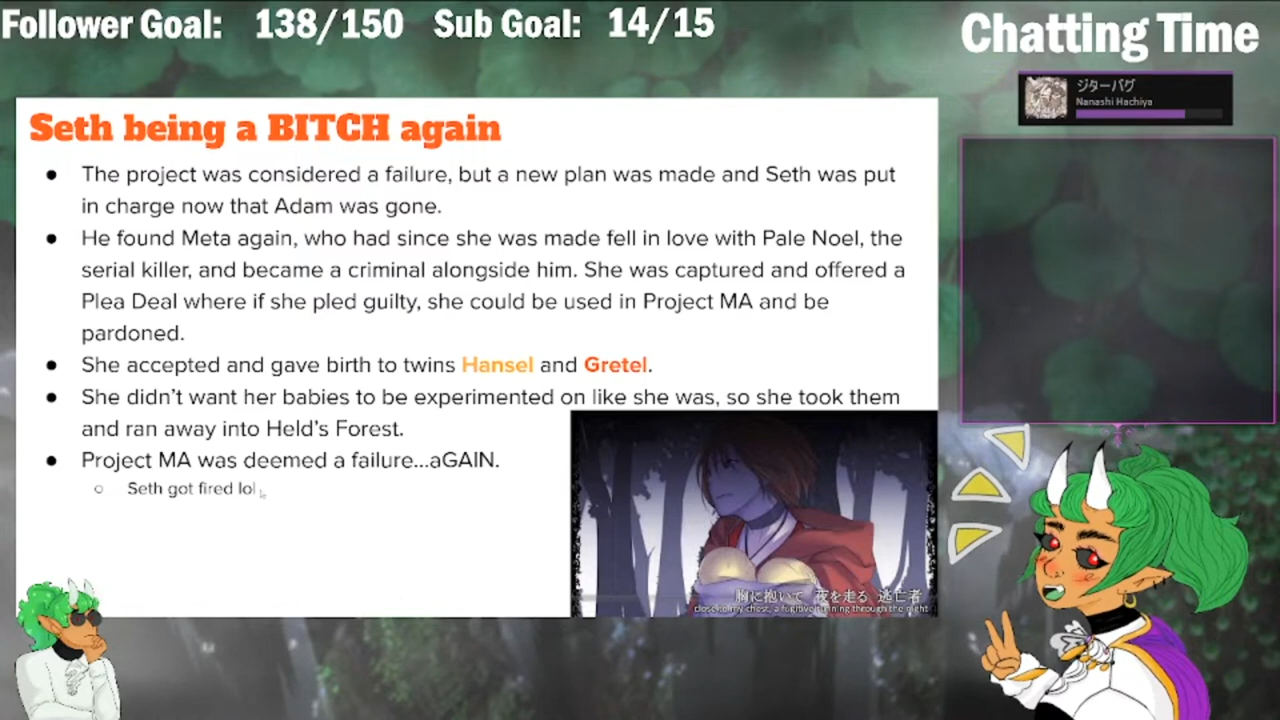 Follower Goal: 138/150 Sub Goal: 14/15
Chatting Time
ジターバグ
Nanashi Hachiya
Seth being a BITCH again
● The project was considered a failure, but a new plan was made and Seth was put
in charge now that Adam was gone.
● He found Meta again, who had since she was made fell in love with Pale Noel, the
serial killer, and became a criminal alongside him. She was captured and offered a
Plea Deal where if she pled guilty, she could be used in Project MA and be
pardoned.
● She accepted and gave birth to twins Hansel and Gretel.
● She didn't want her babies to be experimented on like she was, so she took them
and ran away into Held's Forest.
● Project MA was deemed a failure...aGAIN.
○ Seth got fired lol
胸に抱いて 夜を走る 逃亡者
close to my chest, a fugitive running through the night